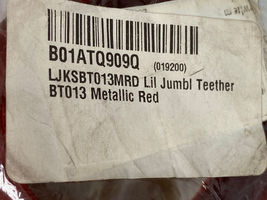 B01ATQ909Q (019200)
LJKSBT013MRD Lil Jumbl Teether
BT013 Metallic Red